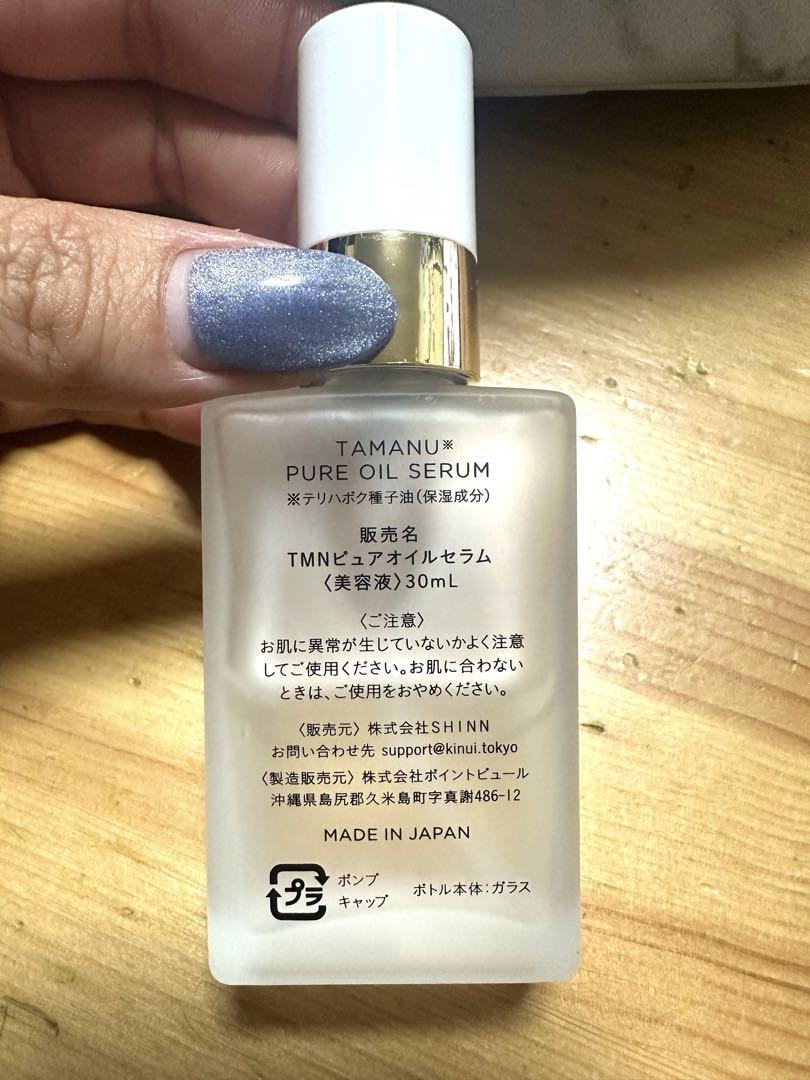 TAMANU※
PURE OIL SERUM
※テリハボク種子油(保湿成分)
販売名
TMNピュアオイルセラム
〈美容液〉30mL
〈ご注意〉
お肌に異常が生じていないかよく注意
してご使用ください。お肌に合わない
ときは、ご使用をおやめください。
〈販売元〉株式会社SHINN
お問い合わせ先 support@kinui.tokyo
〈製造販売元〉株式会社ポイントピュール
沖縄県島尻郡久米島町字真謝486-12
MADE IN JAPAN
プラ
ポンプ
キャップ
ボトル本体:ガラス